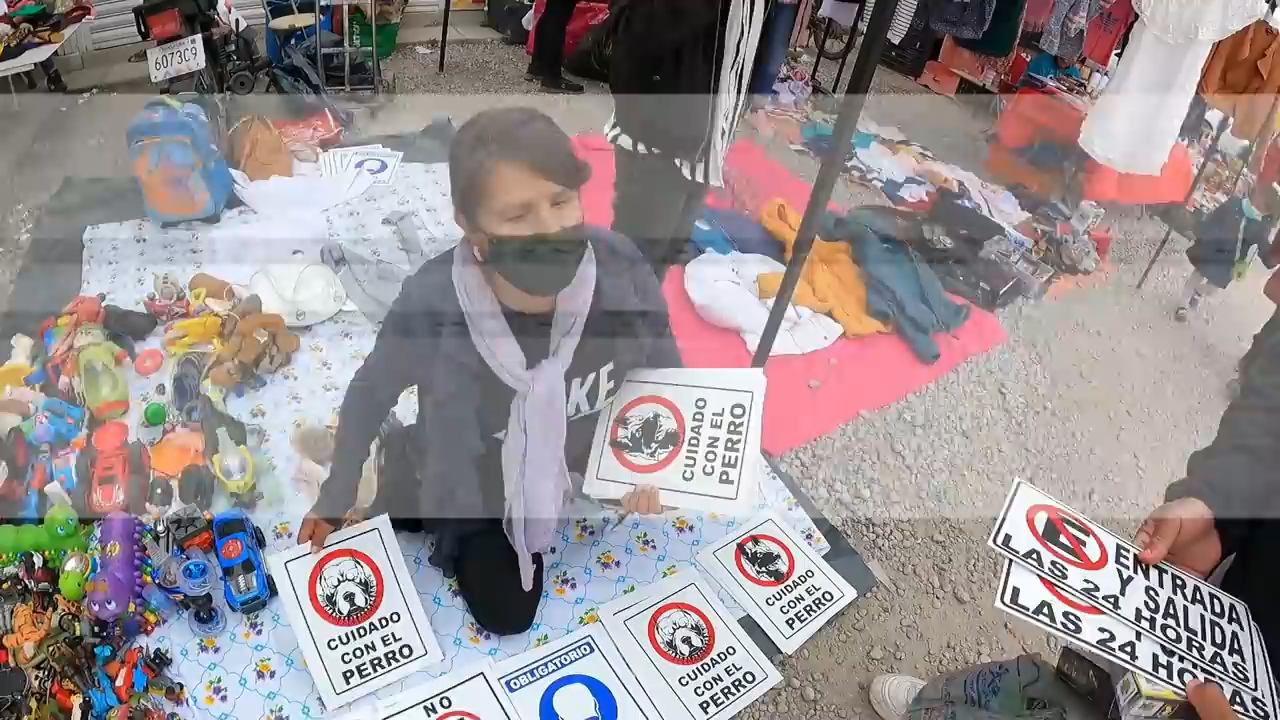 6073C9
KE
CUIDADO
CON EL
PERRO
CUIDADO
CON EL
PERRO
CUIDADO
CON EL
PERRO
CUIDADO
CON EL
PERRO
OBLIGATORIO
NO
E
ENTRADA
Y SALIDA
LAS 24 HORAS
LAS 24 HORAS